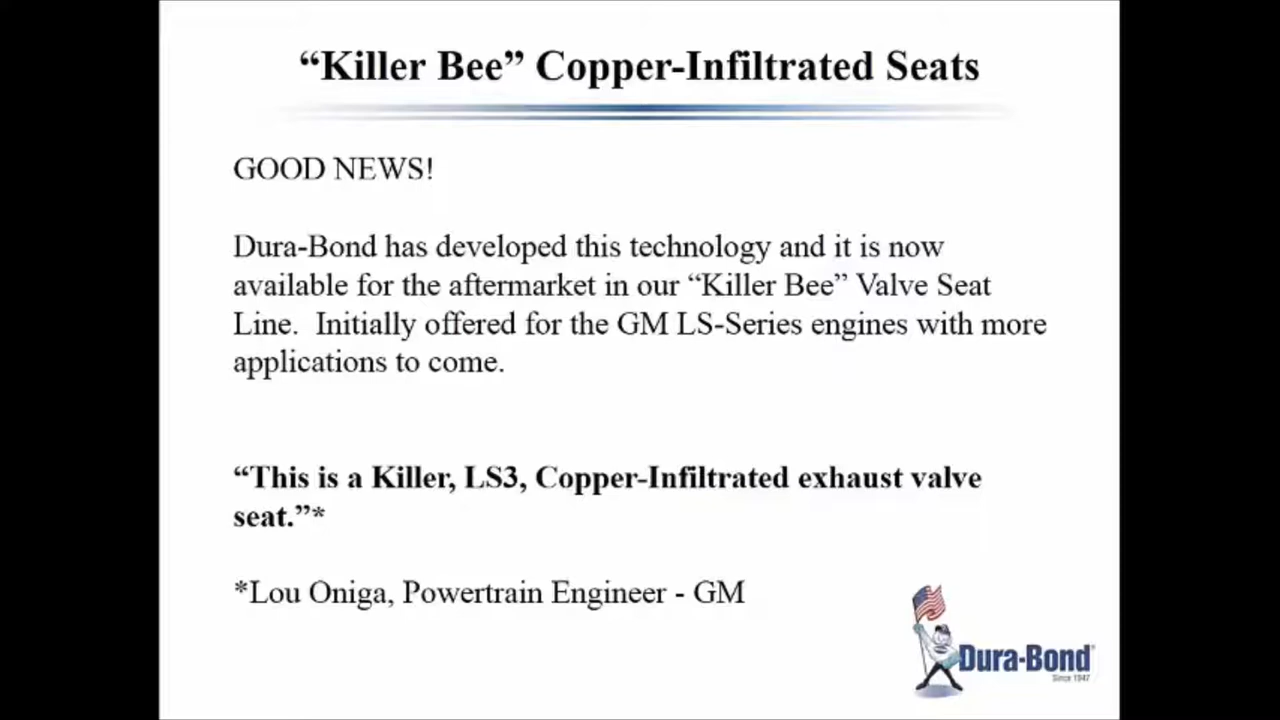 “Killer Bee” Copper-Infiltrated Seats
GOOD NEWS!
Dura-Bond has developed this technology and it is now
available for the aftermarket in our “Killer Bee” Valve Seat
Line.  Initially offered for the GM LS-Series engines with more
applications to come.
“This is a Killer, LS3, Copper-Infiltrated exhaust valve
seat.”*
*Lou Oniga, Powertrain Engineer - GM
Dura-Bond®
Since 1947